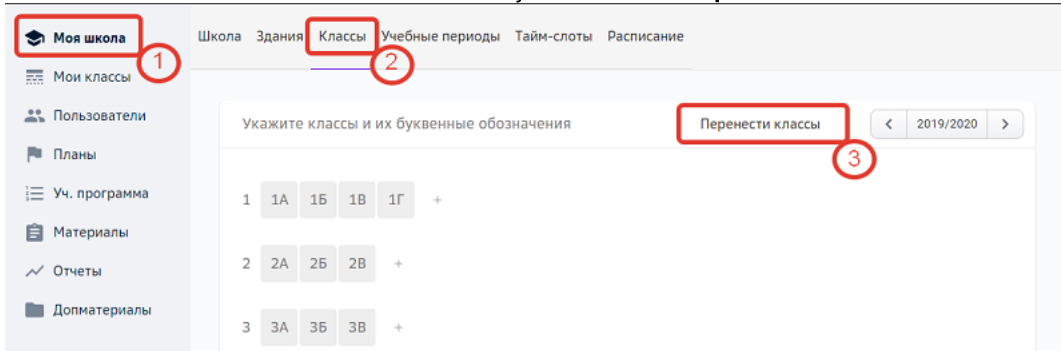 Моя школа
1
Мои классы
Пользователи
Планы
Уч. программа
Материалы
Отчеты
Допматериалы
Школа Здания Классы Учебные периоды Тайм-слоты Расписание
2
Укажите классы и их буквенные обозначения Перенести классы < 2019/2020 >
3
1 1А 1Б 1В 1Г +
2 2А 2Б 2В +
3 3А 3Б 3В +